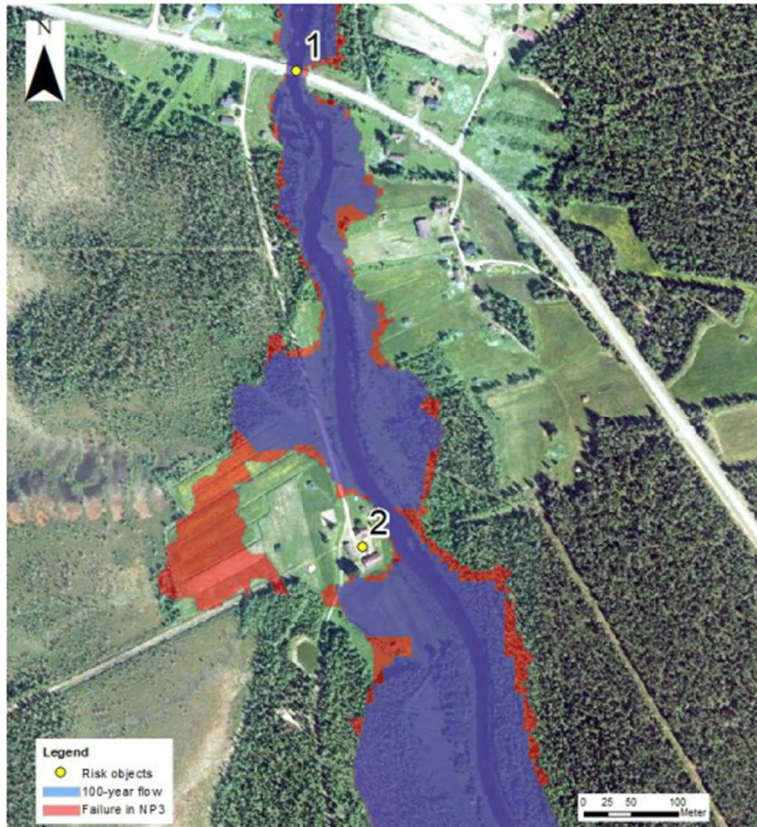 N
1
2
Legend
Risk objects
100-year flow
Failure in NP3
0 25 50 100
Meter